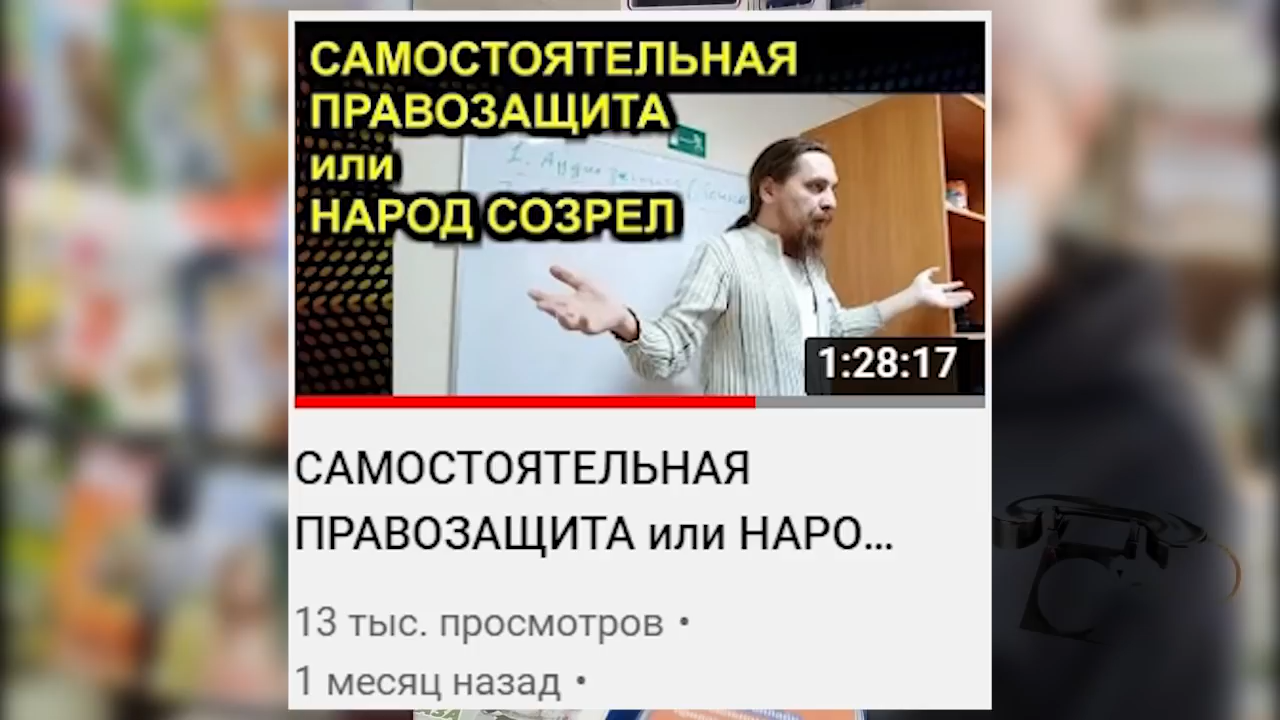 САМОСТОЯТЕЛЬНАЯ
ПРАВОЗАЩИТА
или
НАРОД СОЗРЕЛ
1:28:17
САМОСТОЯТЕЛЬНАЯ
ПРАВОЗАЩИТА или НАРО...
13 тыс. просмотров •
1 месяц назад •